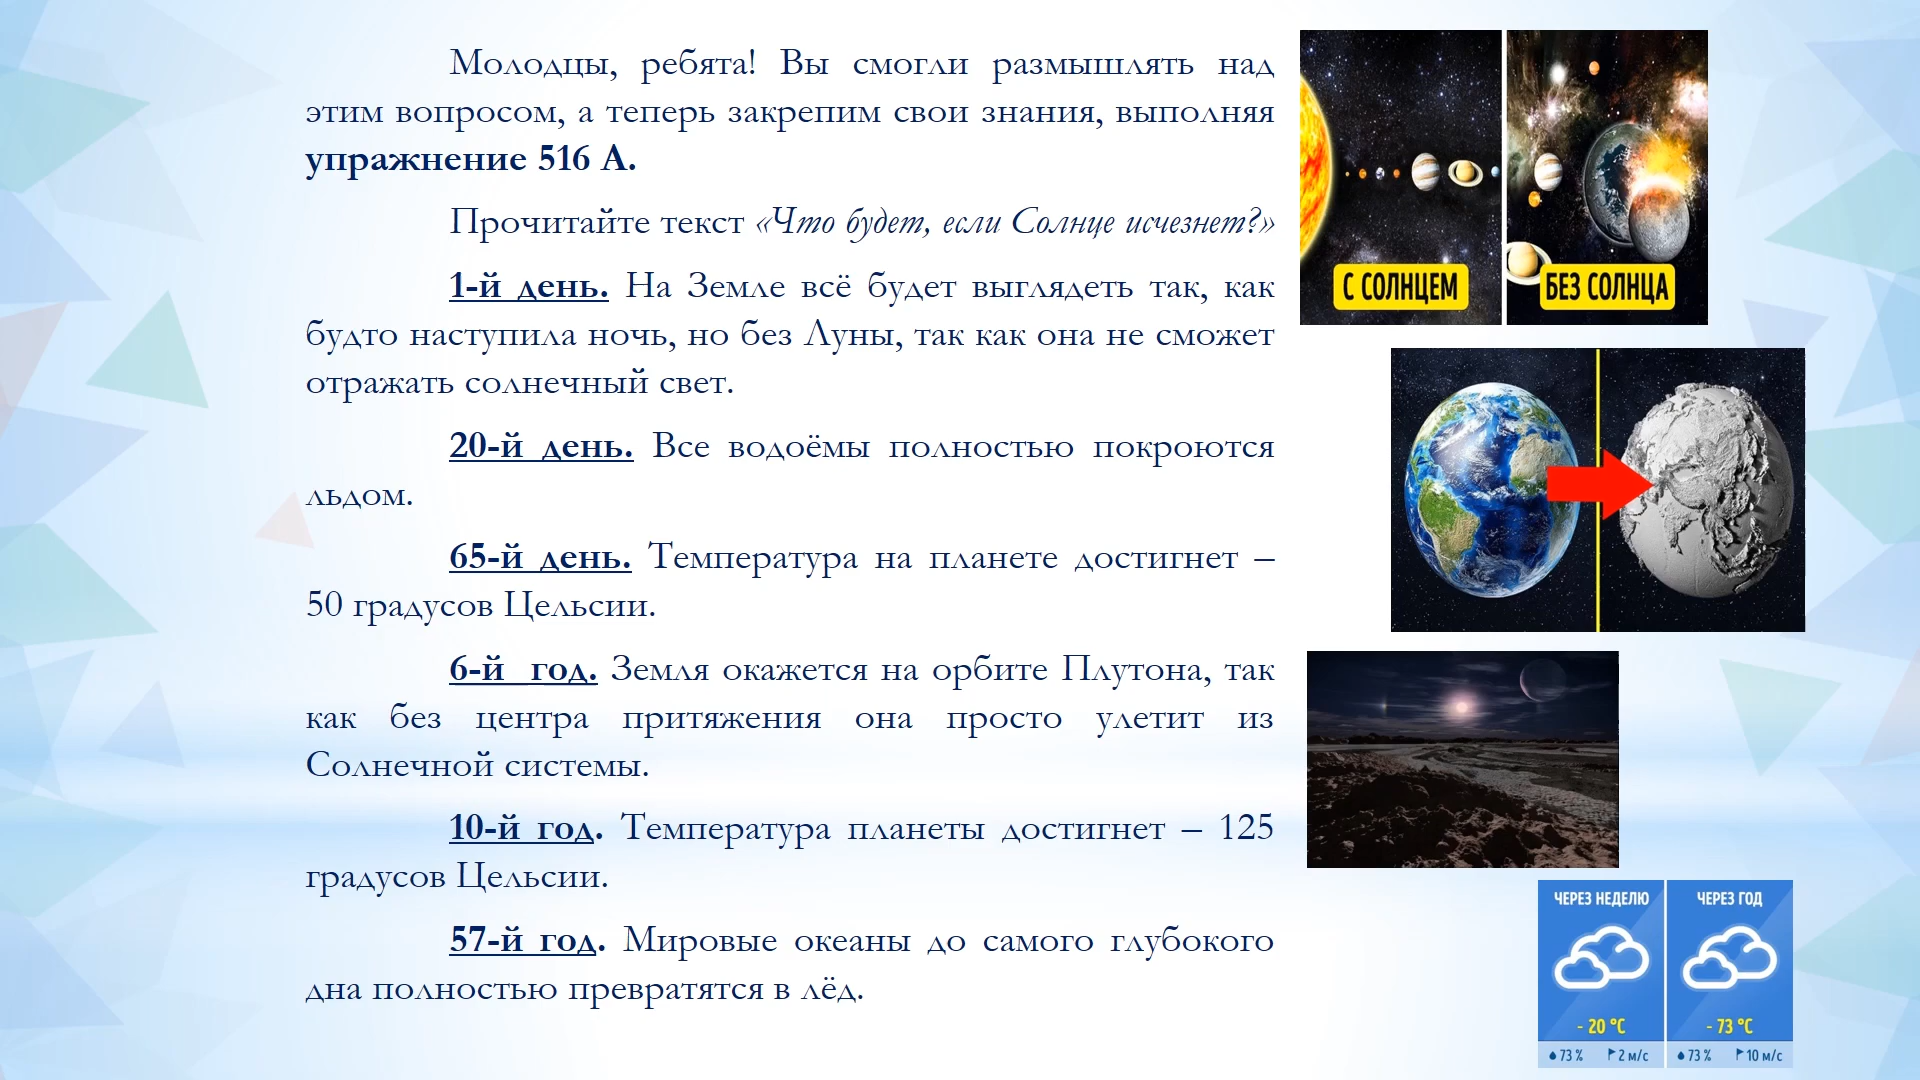 Молодцы, ребята! Вы смогли размышлять над
этим вопросом, а теперь закрепим свои знания, выполняя
упражнение 516 А.
Прочитайте текст «Что будет, если Солнце исчезнет?»
1-й день. На Земле всё будет выглядеть так, как
будто наступила ночь, но без Луны, так как она не сможет
отражать солнечный свет.
20-й день. Все водоёмы полностью покроются
льдом.
65-й день. Температура на планете достигнет –
50 градусов Цельсии.
6-й год. Земля окажется на орбите Плутона, так
как без центра притяжения она просто улетит из
Солнечной системы.
10-й год. Температура планеты достигнет – 125
градусов Цельсии.
57-й год. Мировые океаны до самого глубокого
дна полностью превратятся в лёд.
С СОЛНЦЕМ
БЕЗ СОЛНЦА
ЧЕРЕЗ НЕДЕЛЮ
- 20 °C
73 % 2 м/с
ЧЕРЕЗ ГОД
- 73 °C
73 % 10 м/с